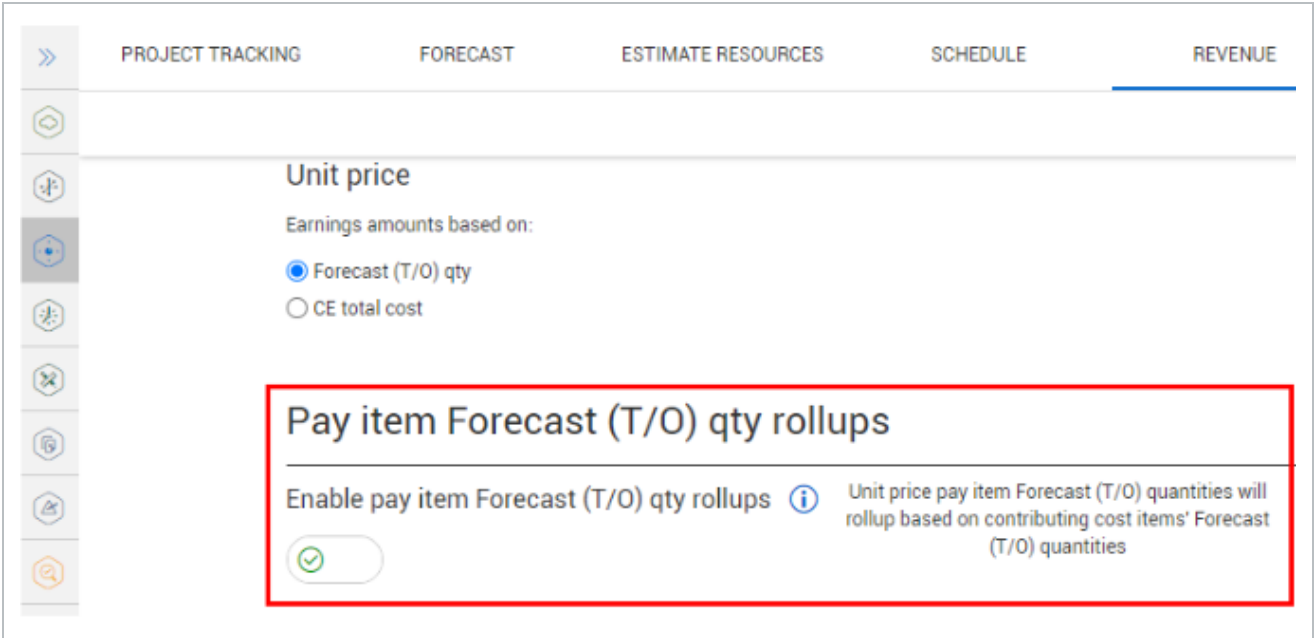 PROJECT TRACKING FORECAST ESTIMATE RESOURCES SCHEDULE REVENUE
Unit price
Earnings amounts based on:
Forecast (T/O) qty
CE total cost
Pay item Forecast (T/O) qty rollups
Enable pay item Forecast (T/O) qty rollups
Unit price pay item Forecast (T/O) quantities will
rollup based on contributing cost items' Forecast
(T/O) quantities